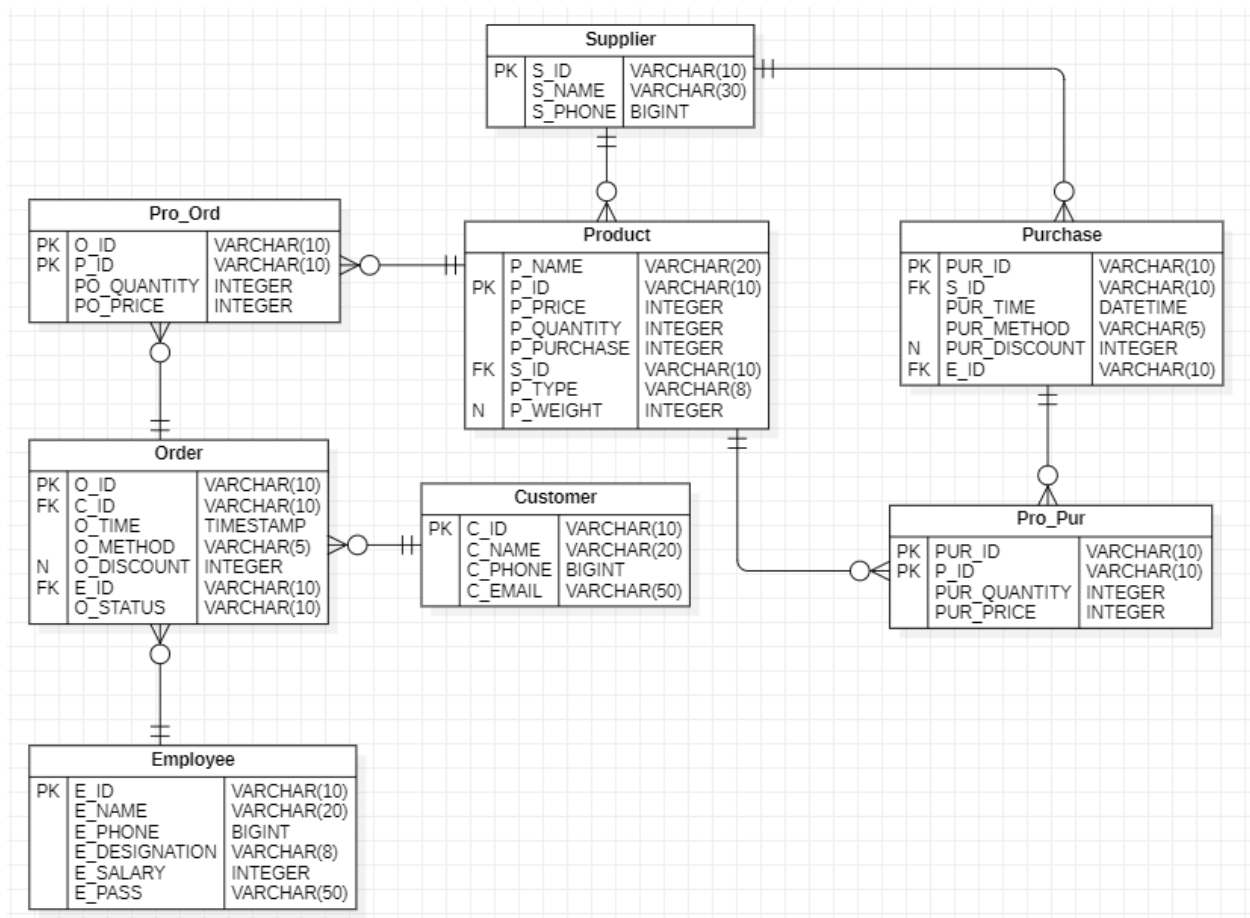 Supplier
PK S_ID VARCHAR(10)
S_NAME VARCHAR(30)
S_PHONE BIGINT
Pro_Ord
PK O_ID VARCHAR(10)
PK P_ID VARCHAR(10)
PO_QUANTITY INTEGER
PO_PRICE INTEGER
Product
P_NAME VARCHAR(20)
PK P_ID VARCHAR(10)
P_PRICE INTEGER
P_QUANTITY INTEGER
P_PURCHASE INTEGER
FK S_ID VARCHAR(10)
P_TYPE VARCHAR(8)
N P_WEIGHT INTEGER
Purchase
PK PUR_ID VARCHAR(10)
FK S_ID VARCHAR(10)
PUR_TIME DATETIME
PUR_METHOD VARCHAR(5)
N PUR_DISCOUNT INTEGER
FK E_ID VARCHAR(10)
Order
PK O_ID VARCHAR(10)
FK C_ID VARCHAR(10)
O_TIME TIMESTAMP
O_METHOD VARCHAR(5)
N O_DISCOUNT INTEGER
FK E_ID VARCHAR(10)
O_STATUS VARCHAR(10)
Customer
PK C_ID VARCHAR(10)
C_NAME VARCHAR(20)
C_PHONE BIGINT
C_EMAIL VARCHAR(50)
Pro_Pur
PK PUR_ID VARCHAR(10)
PK P_ID VARCHAR(10)
PUR_QUANTITY INTEGER
PUR_PRICE INTEGER
Employee
PK E_ID VARCHAR(10)
E_NAME VARCHAR(20)
E_PHONE BIGINT
E_DESIGNATION VARCHAR(8)
E_SALARY INTEGER
E_PASS VARCHAR(50)